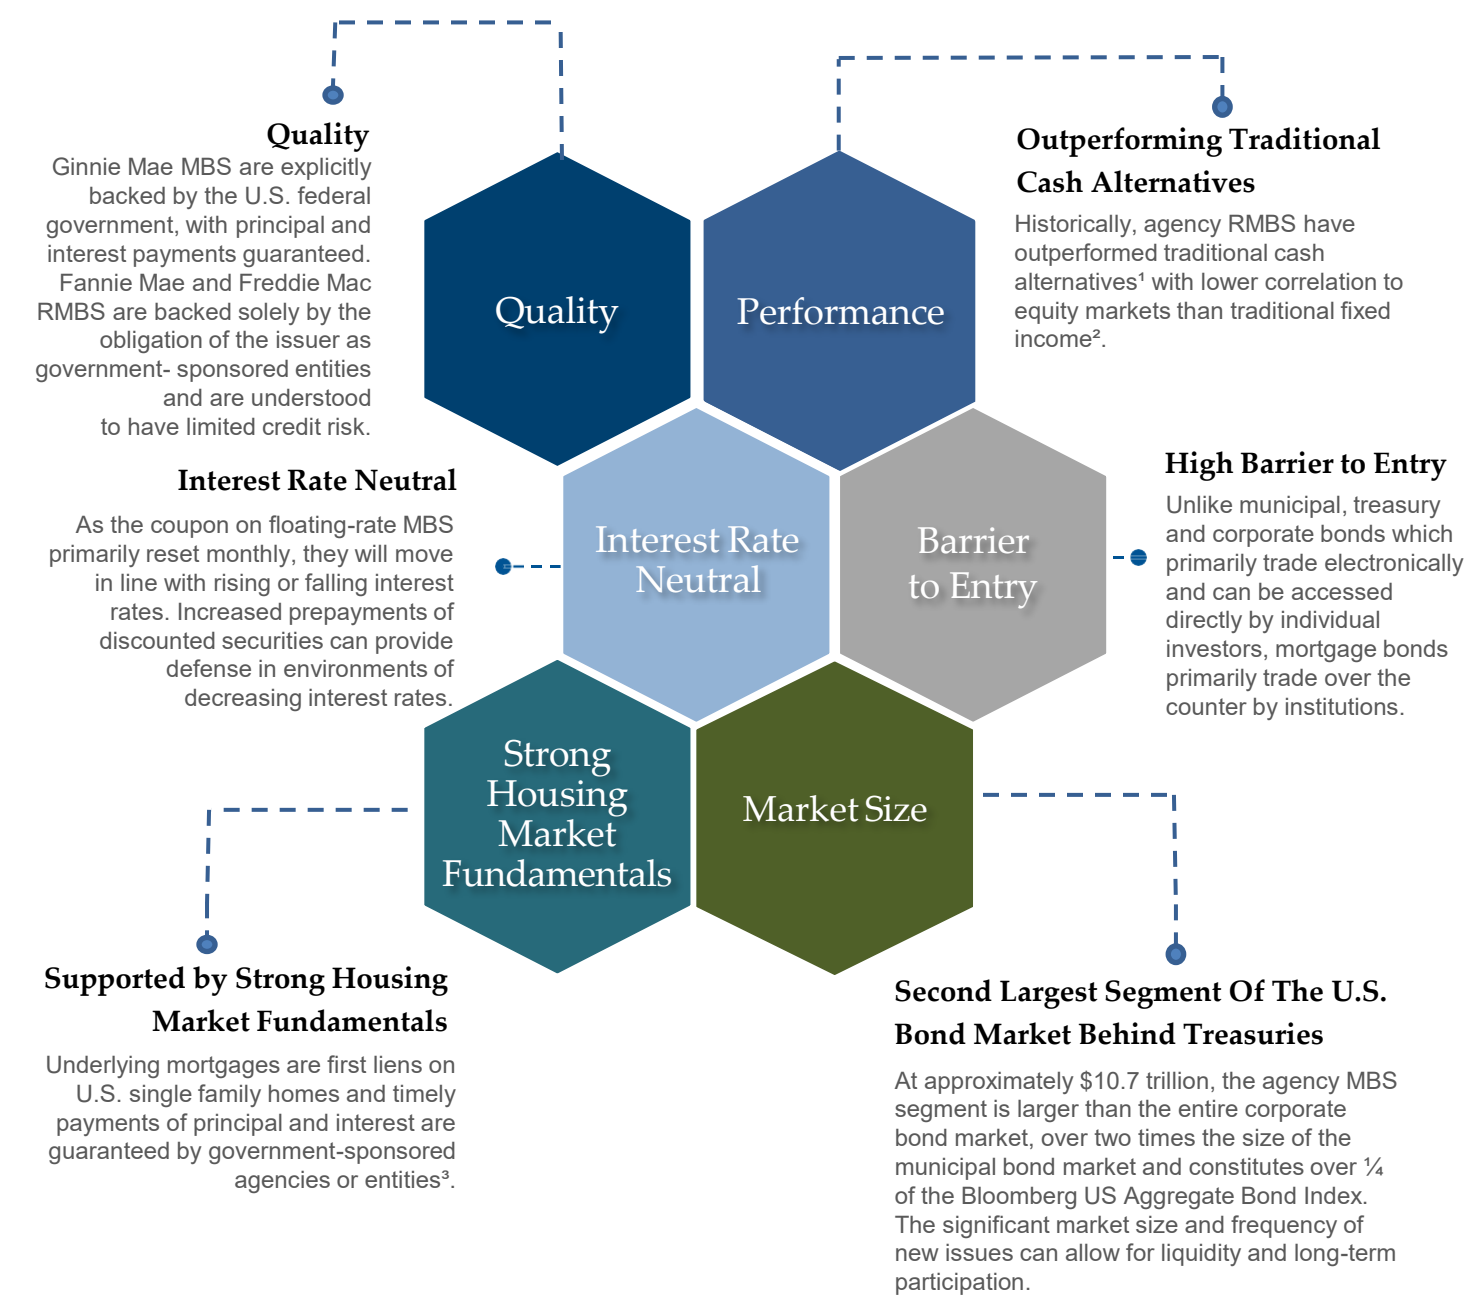 Quality
Ginnie Mae MBS are explicitly
backed by the U.S. federal
government, with principal and
interest payments guaranteed.
Fannie Mae and Freddie Mac
RMBS are backed solely by the
obligation of the issuer as
government- sponsored entities
and are understood
to have limited credit risk.
Quality
Performance
Outperforming Traditional
Cash Alternatives
Historically, agency RMBS have
outperformed traditional cash
alternatives¹ with lower correlation to
equity markets than traditional fixed
income².
Interest Rate Neutral
As the coupon on floating-rate MBS
primarily reset monthly, they will move
in line with rising or falling interest
rates. Increased prepayments of
discounted securities can provide
defense in environments of
decreasing interest rates.
Interest Rate
Neutral
Barrier
to Entry
High Barrier to Entry
Unlike municipal, treasury
and corporate bonds which
primarily trade electronically
and can be accessed
directly by individual
investors, mortgage bonds
primarily trade over the
counter by institutions.
Strong
Housing
Market
Fundamentals
Market Size
Supported by Strong Housing
Market Fundamentals
Underlying mortgages are first liens on
U.S. single family homes and timely
payments of principal and interest are
guaranteed by government-sponsored
agencies or entities³.
Second Largest Segment Of The U.S.
Bond Market Behind Treasuries
At approximately $10.7 trillion, the agency MBS
segment is larger than the entire corporate
bond market, over two times the size of the
municipal bond market and constitutes over ¼
of the Bloomberg US Aggregate Bond Index.
The significant market size and frequency of
new issues can allow for liquidity and long-term
participation.